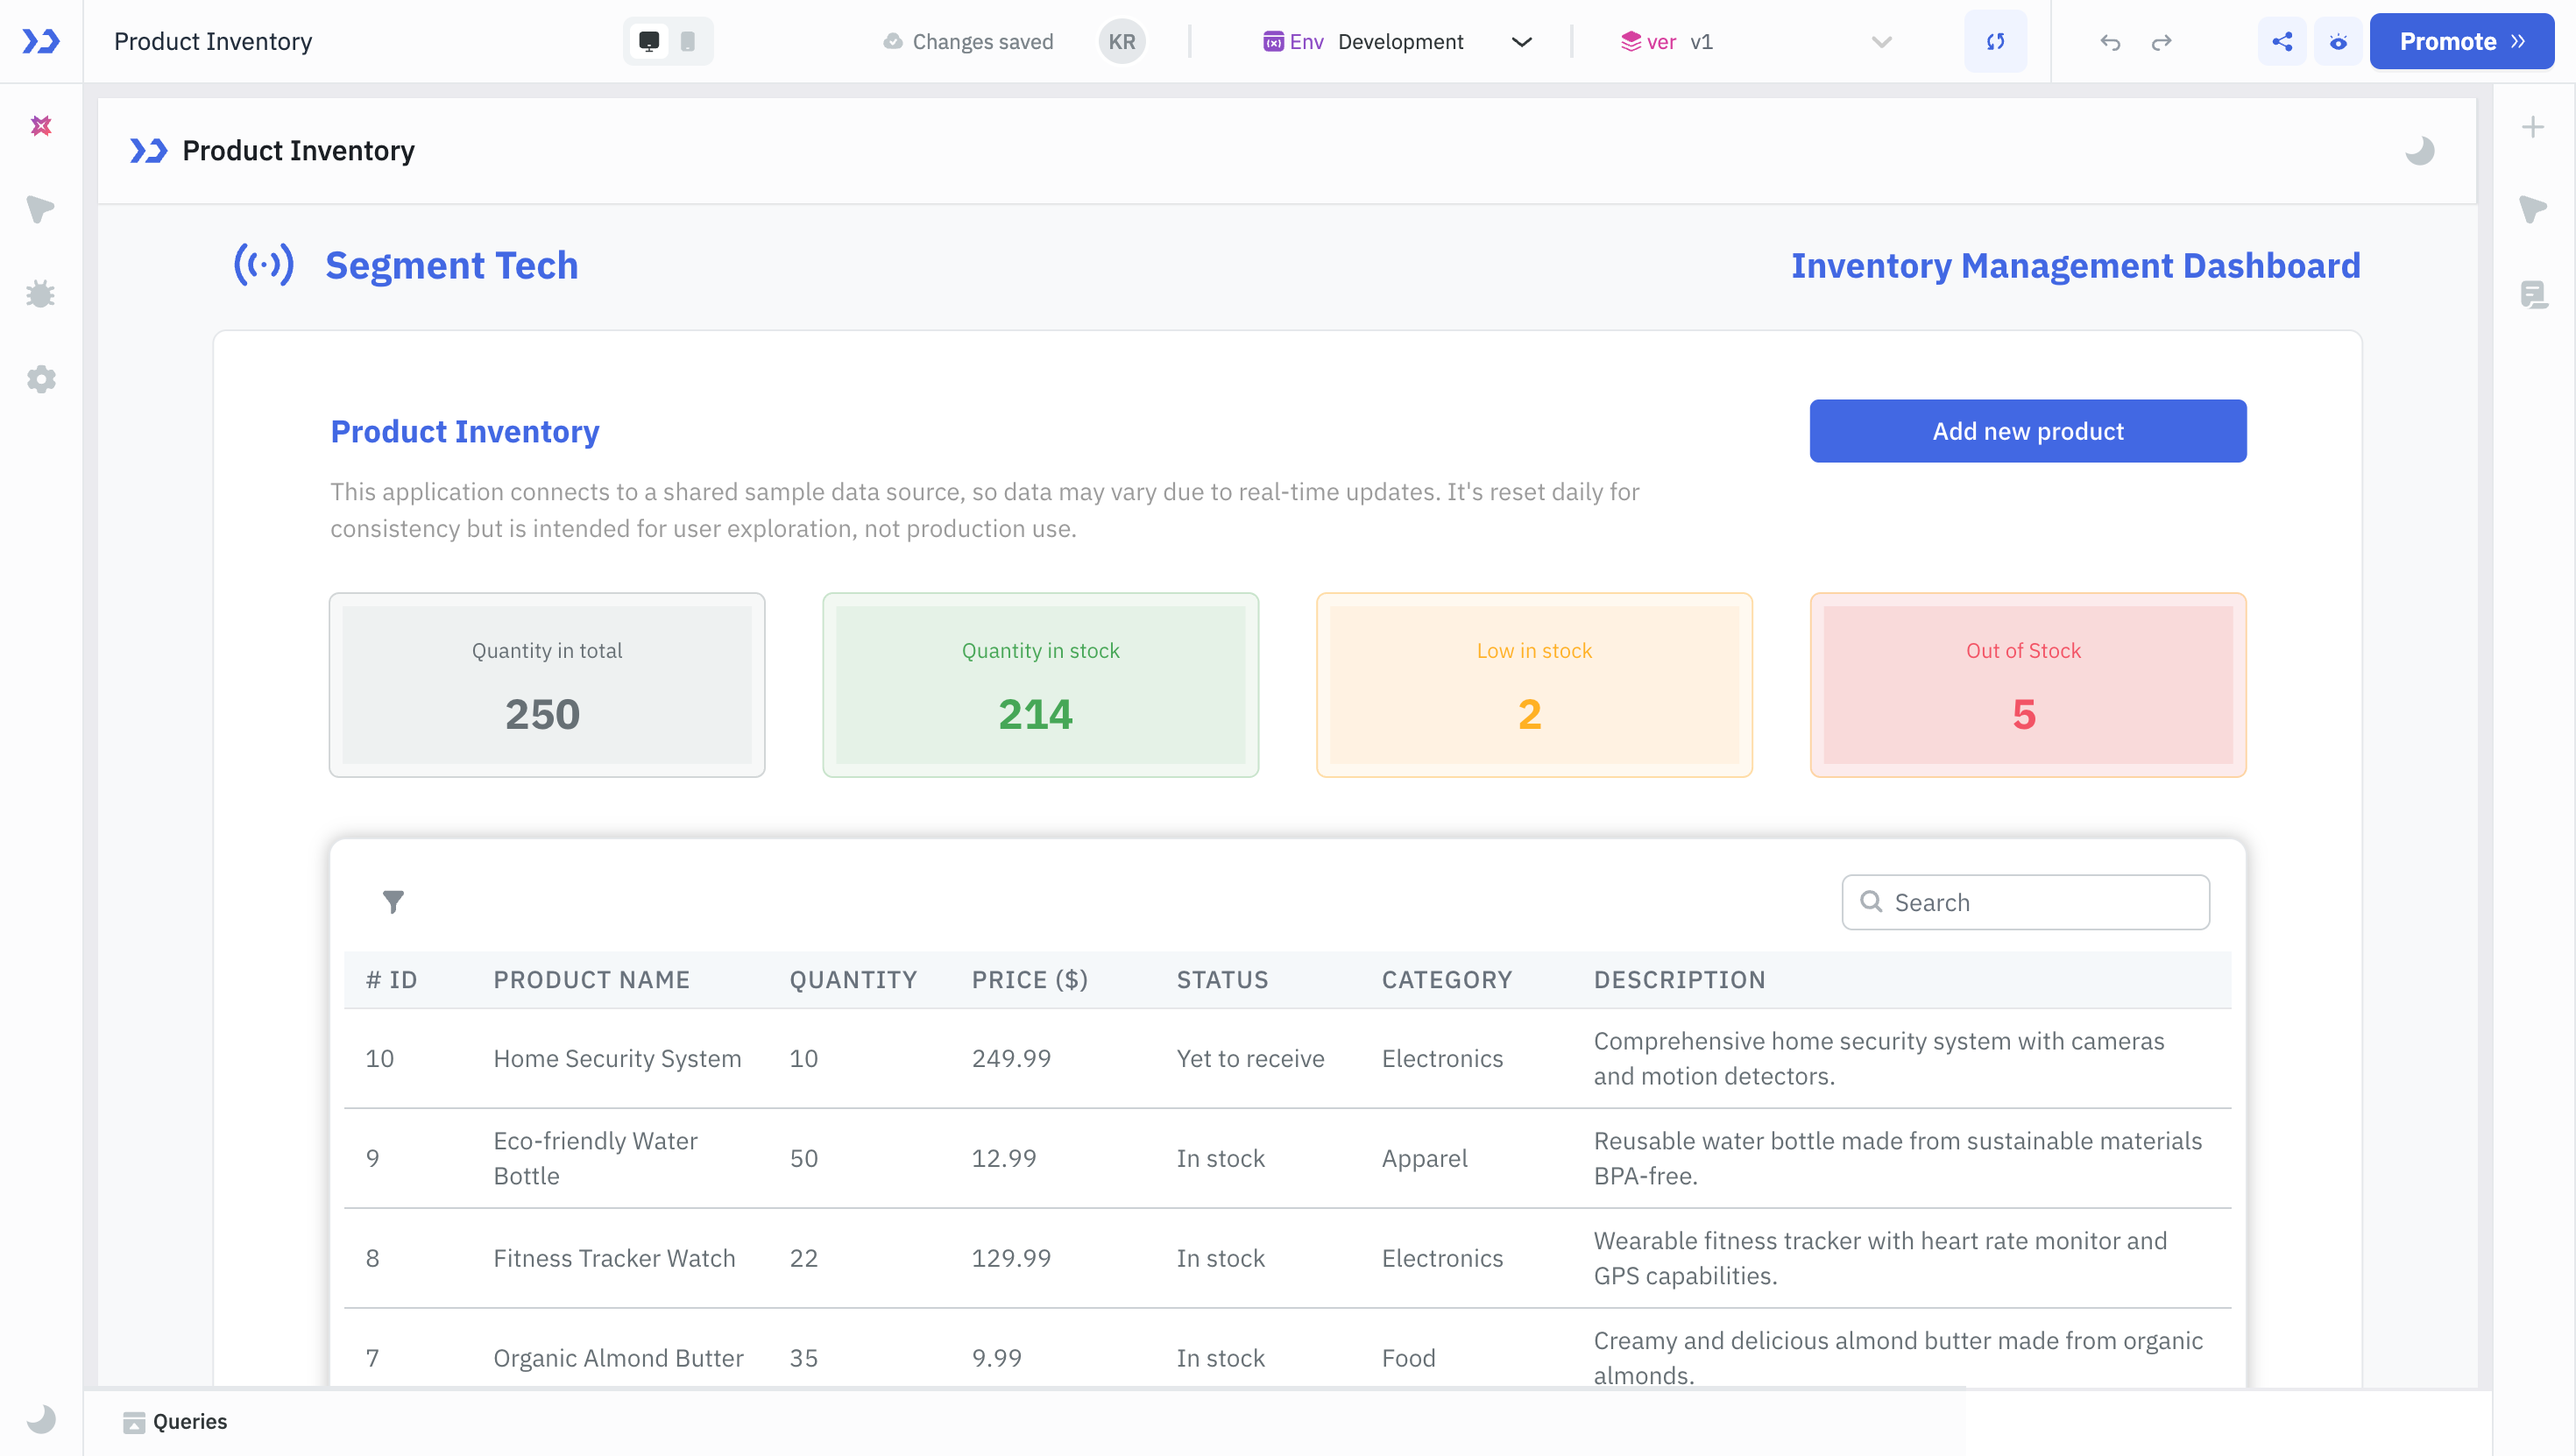 Product Inventory
Changes saved
KR
Env Development
ver v1
Promote
Product Inventory
Segment Tech
Inventory Management Dashboard
Product Inventory
Add new product
This application connects to a shared sample data source, so data may vary due to real-time updates. It's reset daily for
consistency but is intended for user exploration, not production use.
Quantity in total
250
Quantity in stock
214
Low in stock
2
Out of Stock
5
Search
# ID PRODUCT NAME QUANTITY PRICE ($) STATUS CATEGORY DESCRIPTION
10 Home Security System 10 249.99 Yet to receive Electronics Comprehensive home security system with cameras
and motion detectors.
9 Eco-friendly Water 50 12.99 In stock Apparel Reusable water bottle made from sustainable materials
Bottle BPA-free.
8 Fitness Tracker Watch 22 129.99 In stock Electronics Wearable fitness tracker with heart rate monitor and
GPS capabilities.
7 Organic Almond Butter 35 9.99 In stock Food Creamy and delicious almond butter made from organic
almonds.
Queries